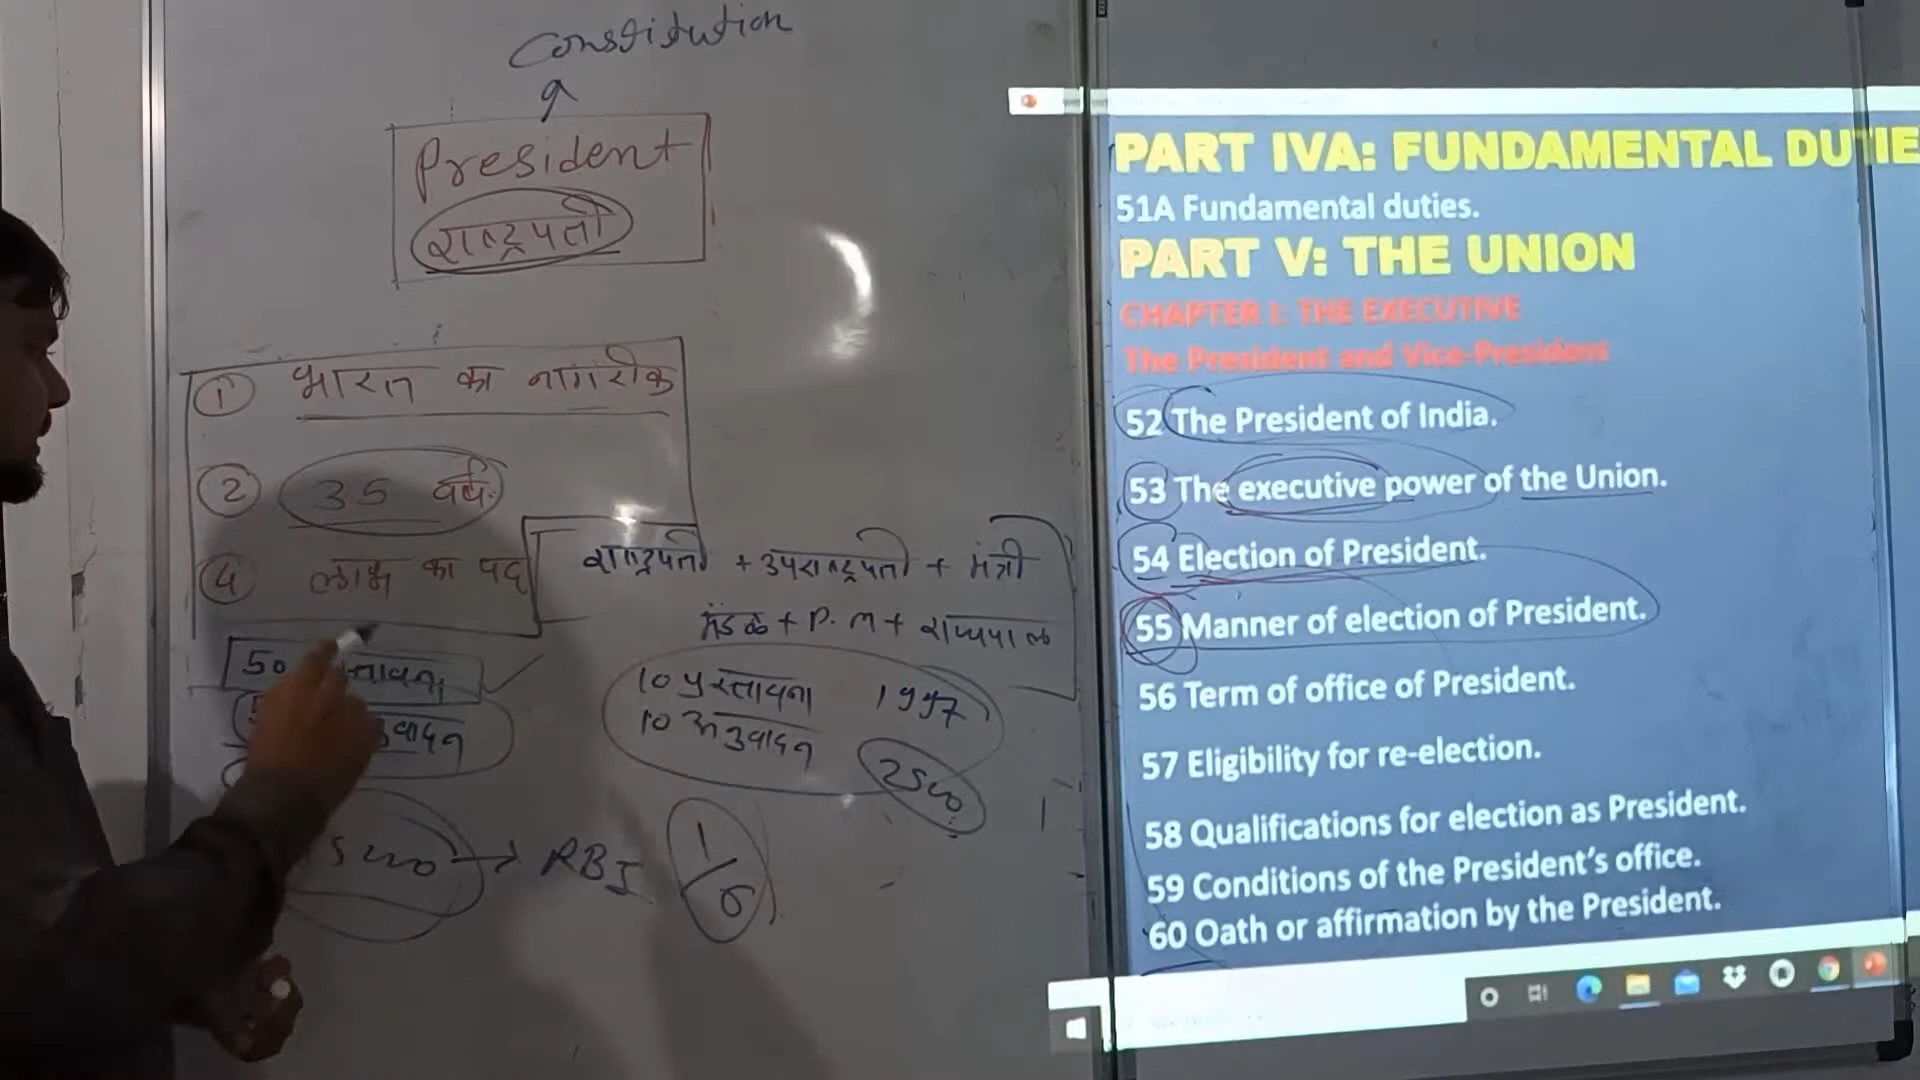 Constitution
President
राष्ट्रपती
① भारत का नागरीक
② 35 वर्ष
④ लाभ का पद
राष्ट्रपती + उपराष्ट्रपती + मंत्री
मंडळ + P.M + राज्यपाल
50
10 प्रस्तावना 1997
10 अनुवादन
2500
→ RBI 1/6
PART IVA: FUNDAMENTAL DUTIE
51A Fundamental duties.
PART V: THE UNION
CHAPTER I: THE EXECUTIVE
The President and Vice-President
52 The President of India.
53 The executive power of the Union.
54 Election of President.
55 Manner of election of President.
56 Term of office of President.
57 Eligibility for re-election.
58 Qualifications for election as President.
59 Conditions of the President's office.
60 Oath or affirmation by the President.